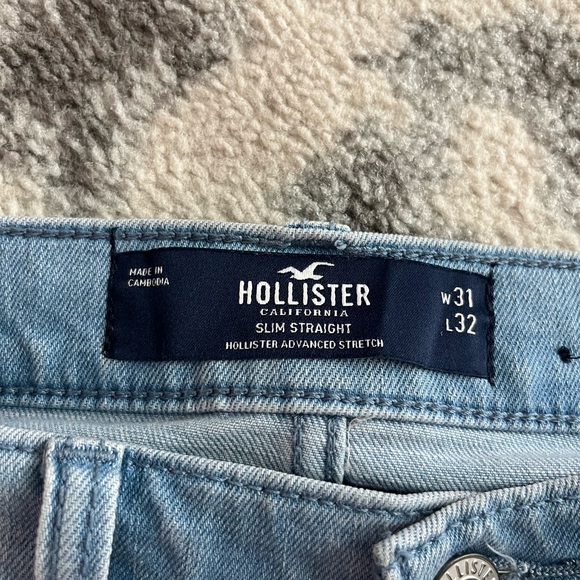 MADE IN
CAMBODIA
HOLLISTER
CALIFORNIA
SLIM STRAIGHT
HOLLISTER ADVANCED STRETCH
W31
L32